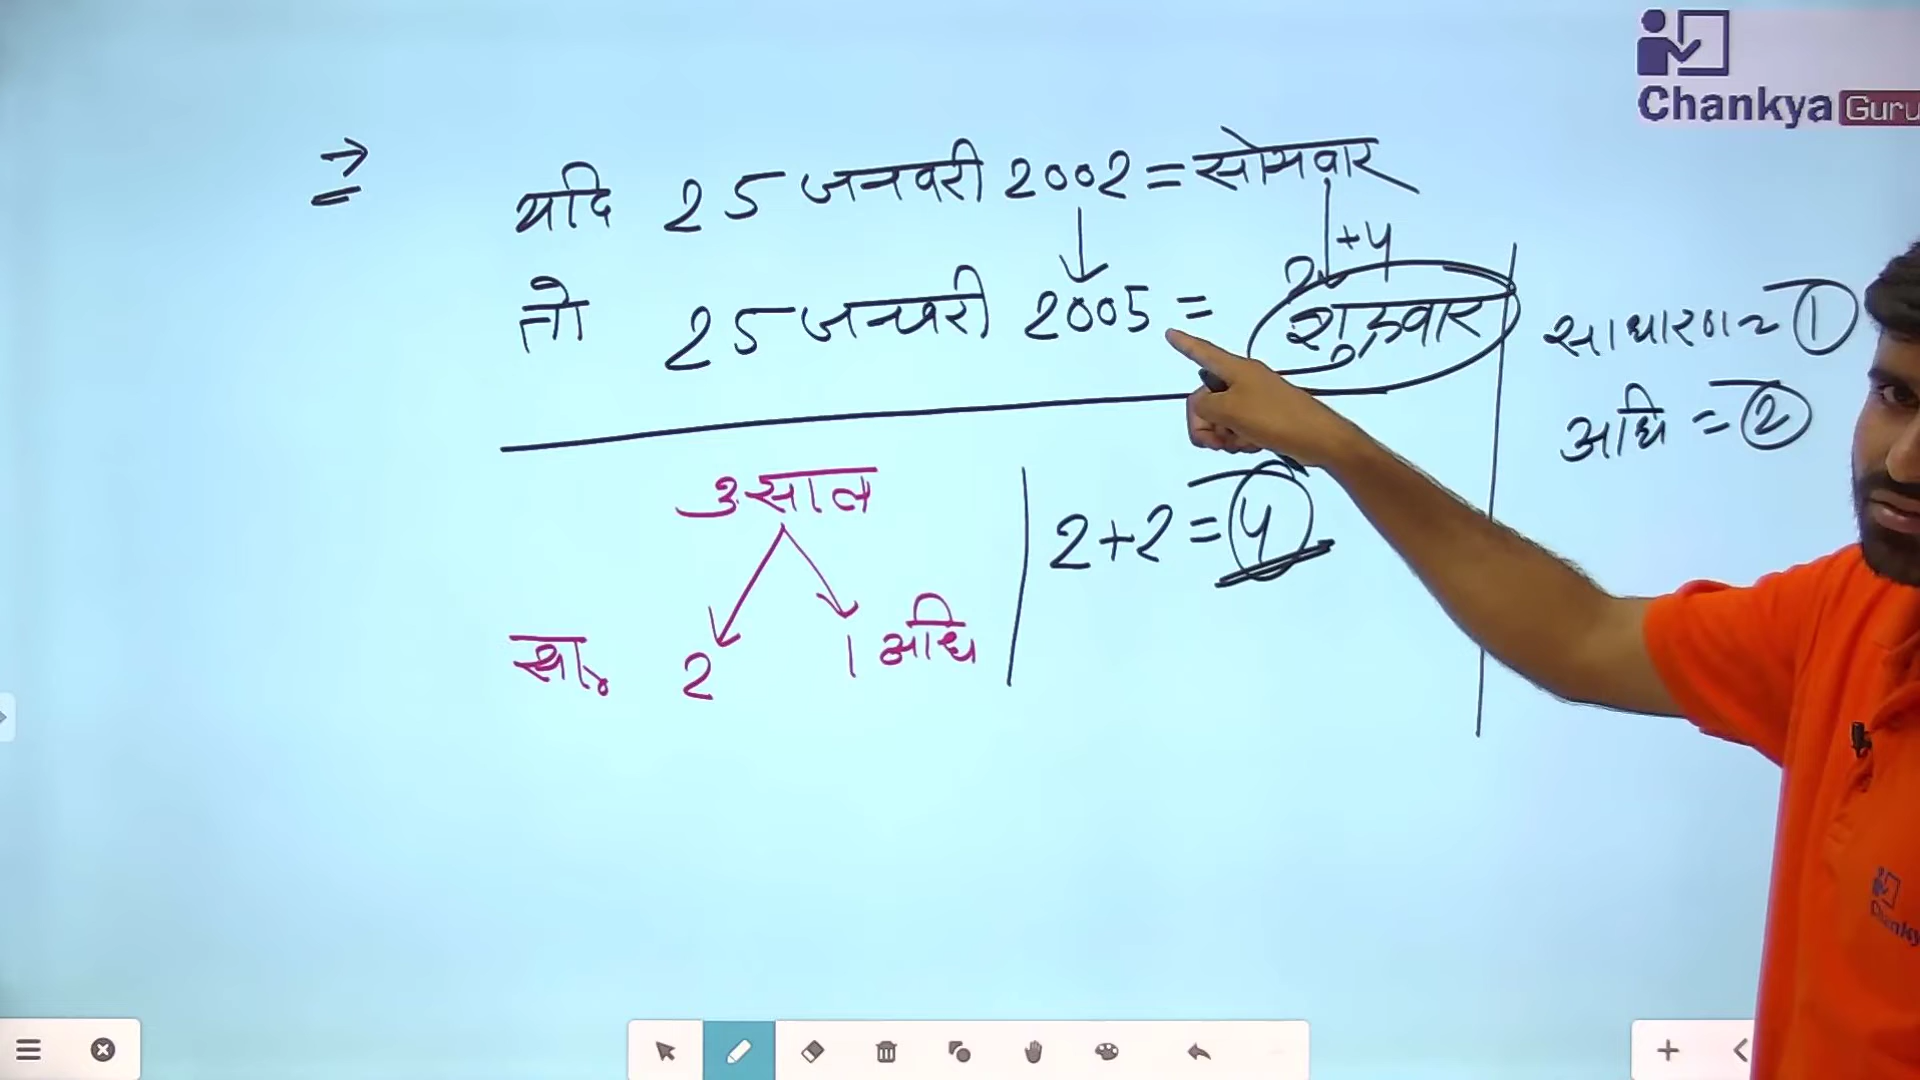 Chankya Guru
यदि 25 जनवरी 2002 = सोमवार
+4
तो 25 जनवरी 2005 = शुक्रवार
साधारण = 1
अधि = 2
3 साल
2+2=4
सा. 2
1 अधि